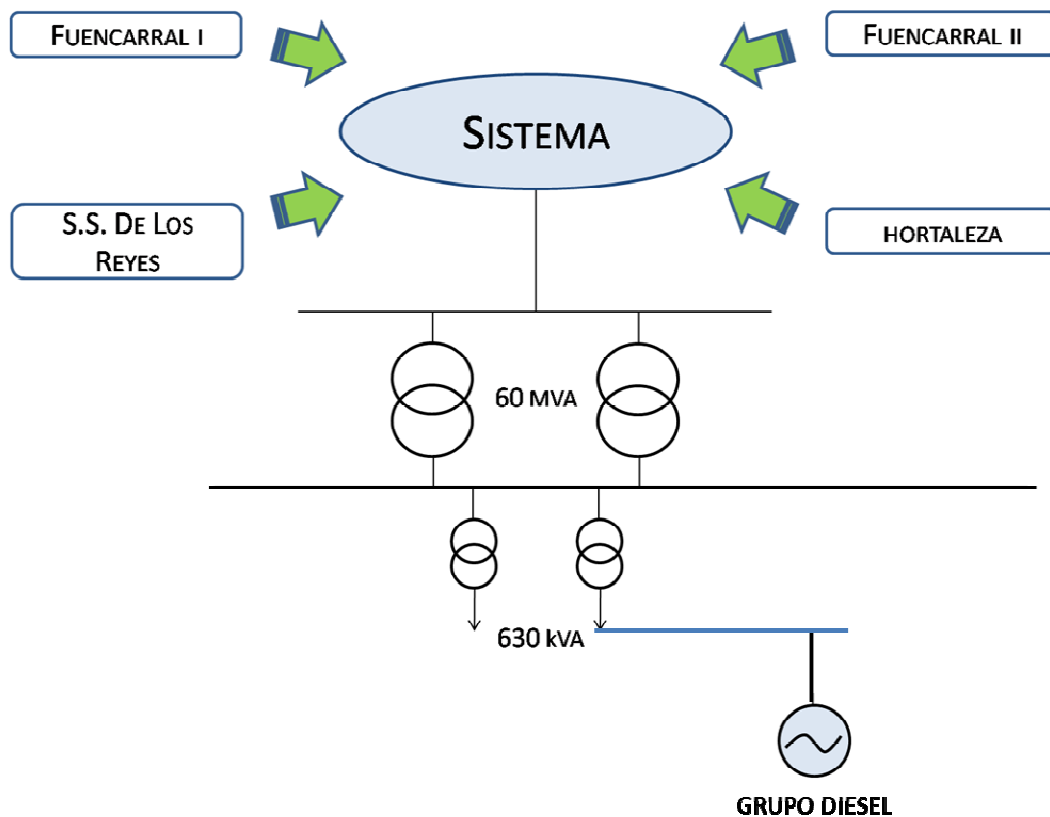 FUENCARRAL I
FUENCARRAL II
SISTEMA
S.S. DE LOS
REYES
HORTALEZA
60 MVA
630 kVA
GRUPO DIESEL